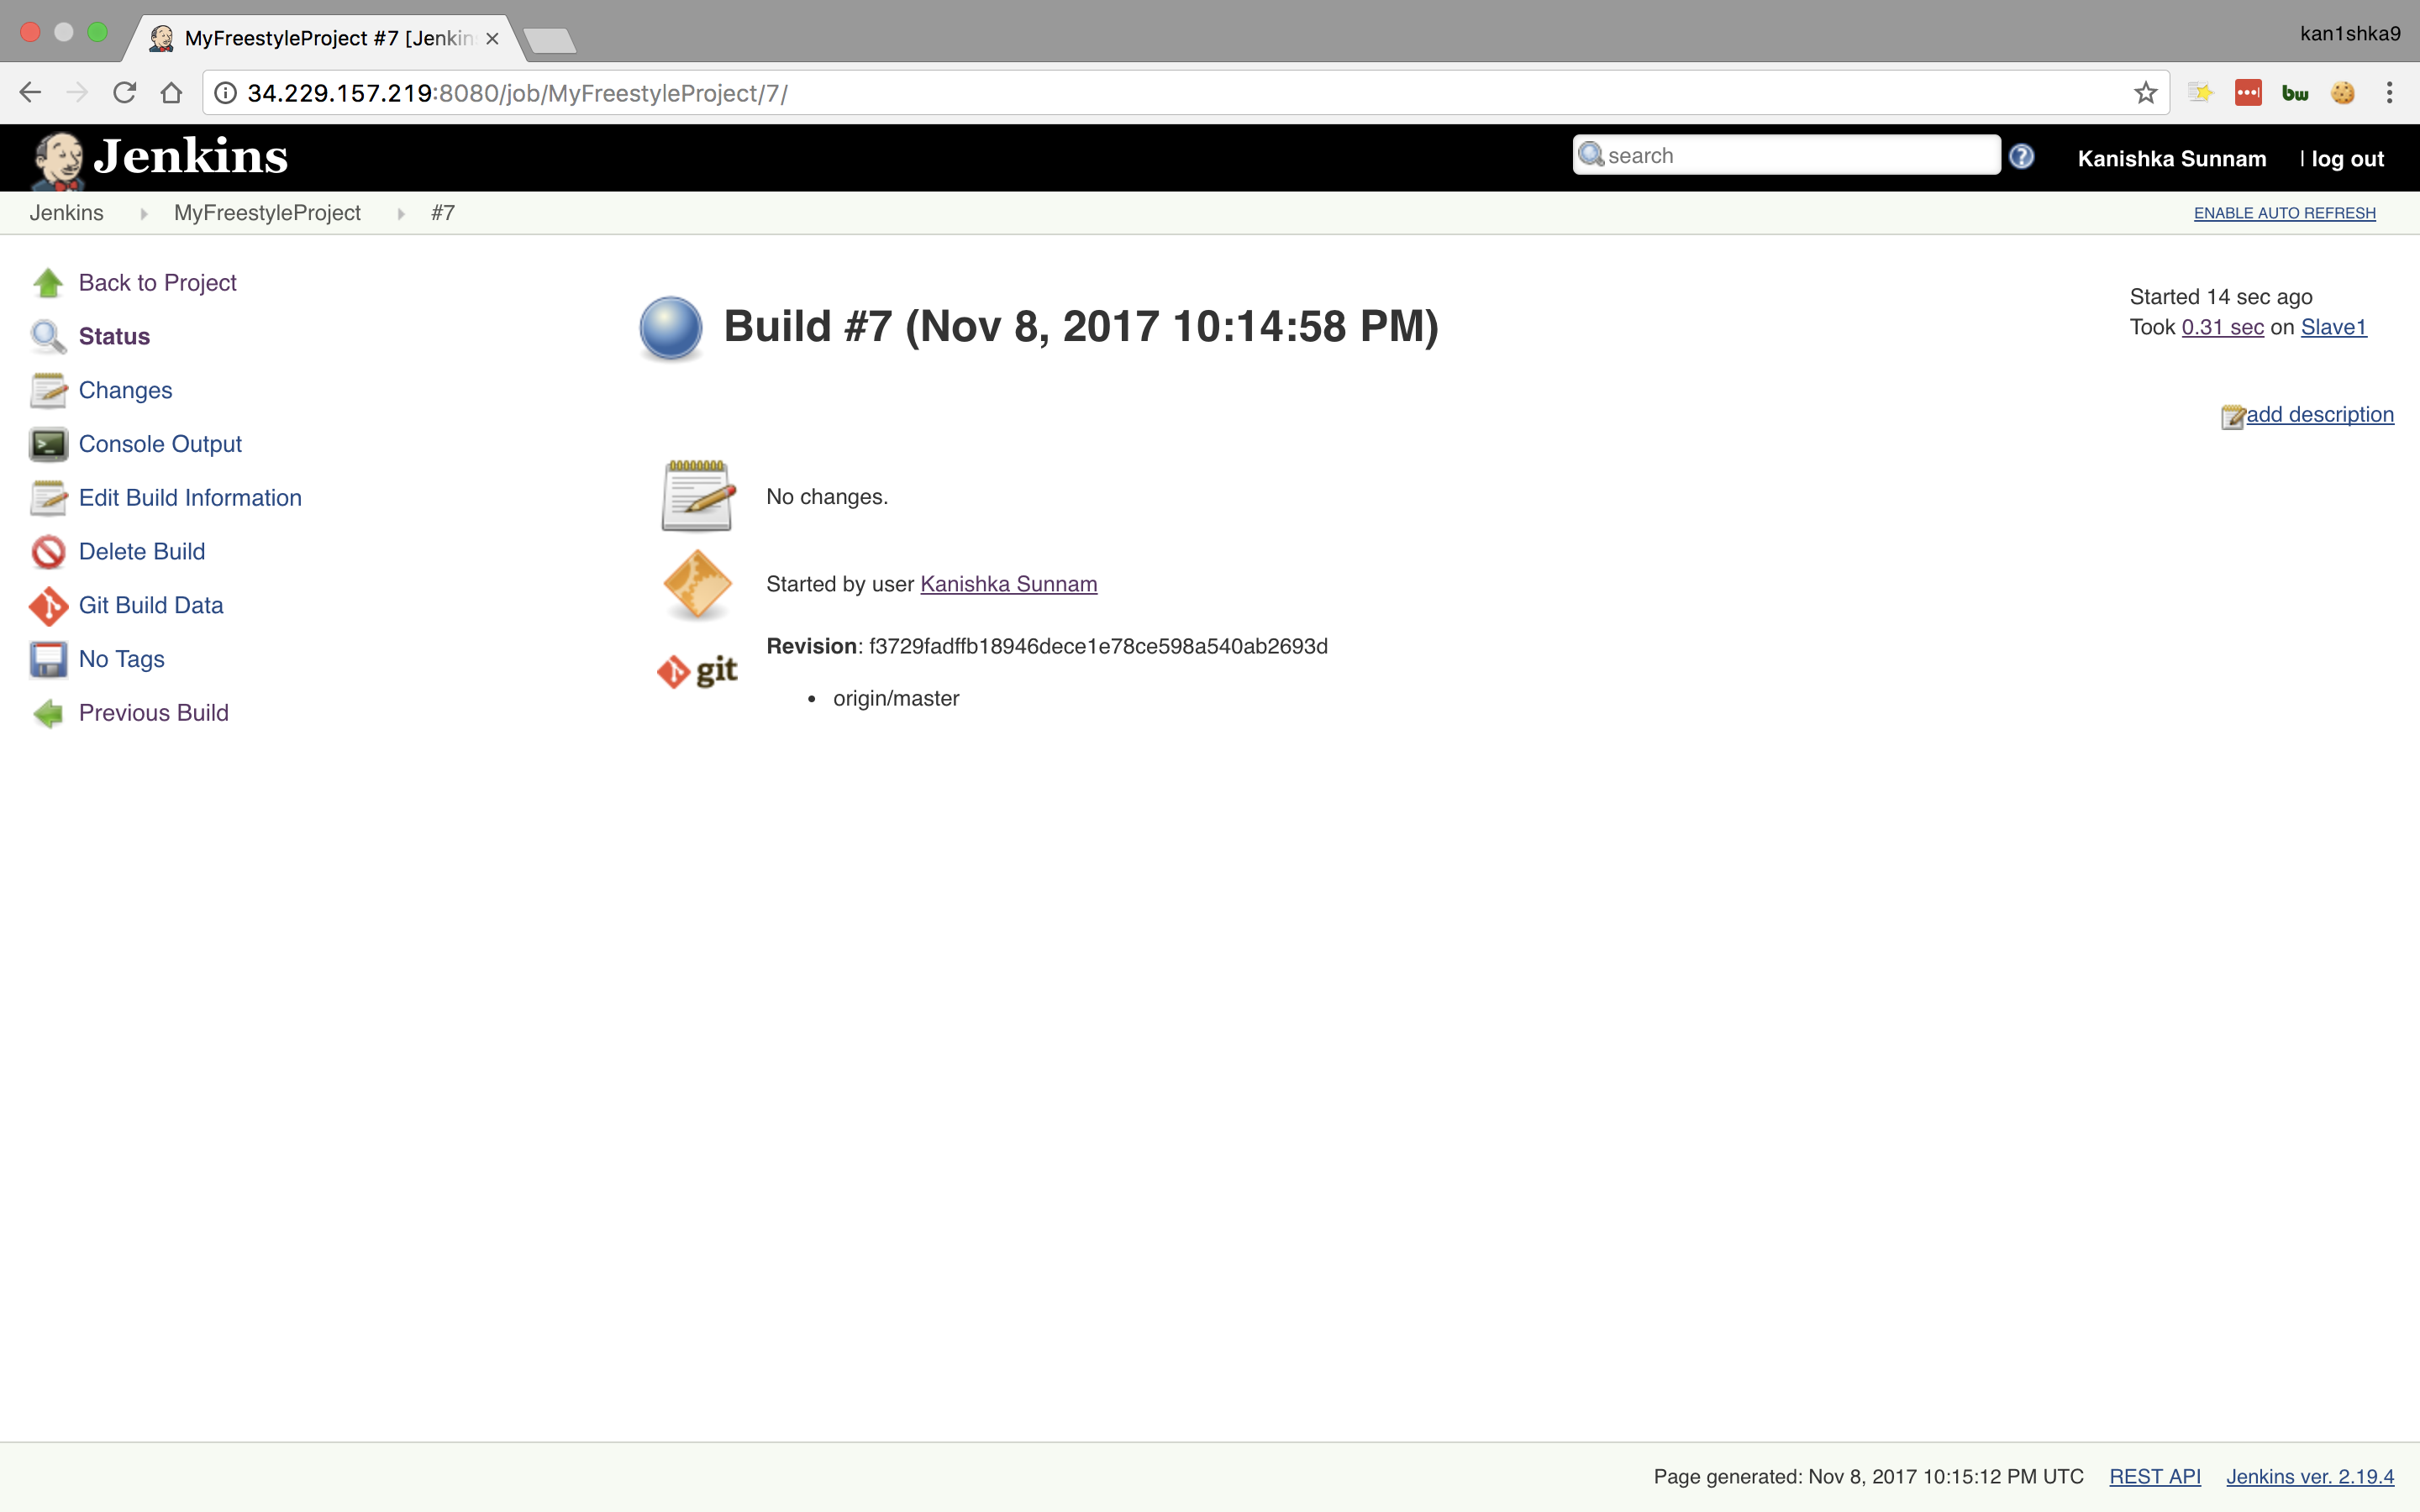 MyFreestyleProject #7 [Jenkin
kan1shka9
34.229.157.219:8080/job/MyFreestyleProject/7/
bw
Jenkins
search
Kanishka Sunnam
| log out
Jenkins
MyFreestyleProject
#7
ENABLE AUTO REFRESH
Back to Project
Status
Changes
Console Output
Edit Build Information
Delete Build
Git Build Data
No Tags
Previous Build
Build #7 (Nov 8, 2017 10:14:58 PM)
Started 14 sec ago
Took 0.31 sec on Slave1
add description
No changes.
Started by user Kanishka Sunnam
git
Revision: f3729fadffb18946dece1e78ce598a540ab2693d
• origin/master
Page generated: Nov 8, 2017 10:15:12 PM UTC
REST API
Jenkins ver. 2.19.4